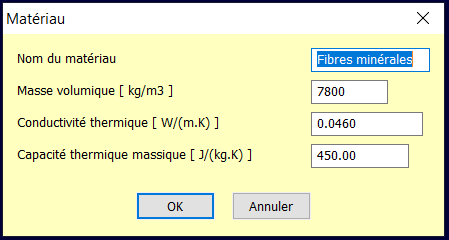 Matériau
Nom du matériau Fibres minérales
Masse volumique [ kg/m3 ] 7800
Conductivité thermique [ W/(m.K) ] 0.0460
Capacité thermique massique [ J/(kg.K) ] 450.00
OK Annuler